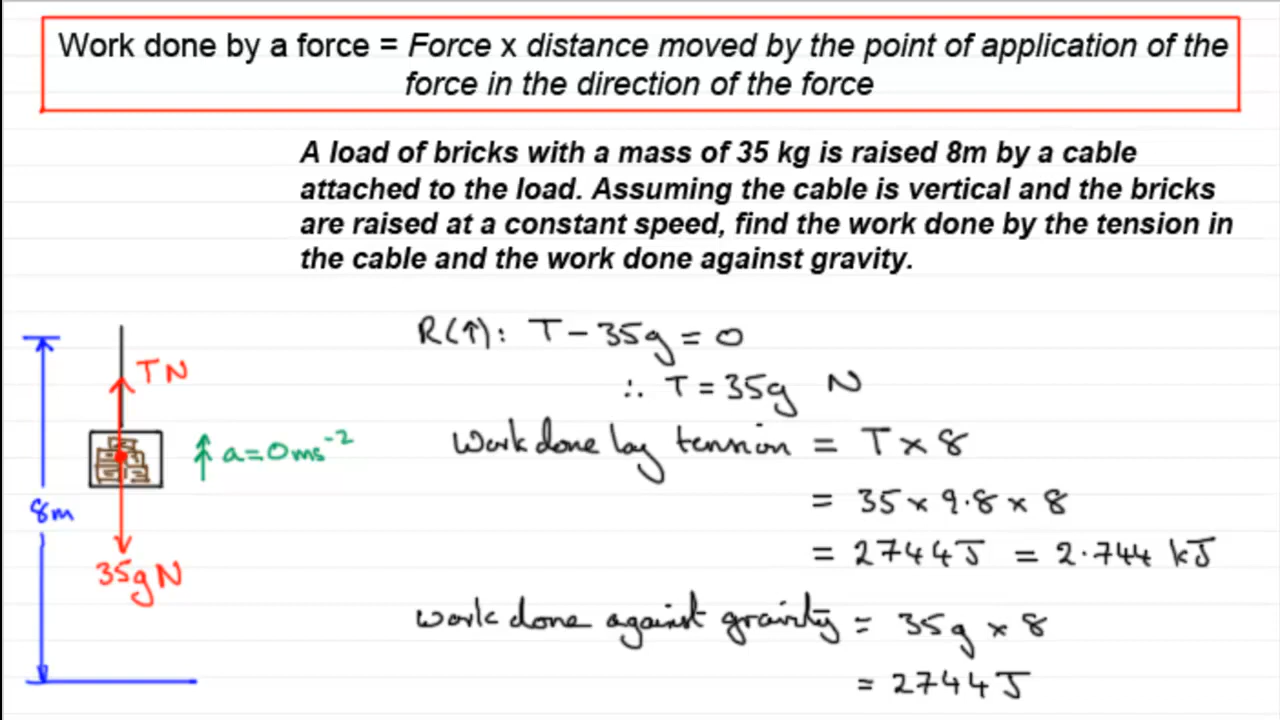 Work done by a force = Force x distance moved by the point of application of the
force in the direction of the force
A load of bricks with a mass of 35 kg is raised 8m by a cable
attached to the load. Assuming the cable is vertical and the bricks
are raised at a constant speed, find the work done by the tension in
the cable and the work done against gravity.
R(↑): T - 35g = 0
∴ T = 35g N
Work done by tension = T × 8
= 35 × 9.8 × 8
= 2744J = 2.744 kJ
work done against gravity = 35g × 8
= 2744J
TN
a=0ms⁻²
8m
35gN